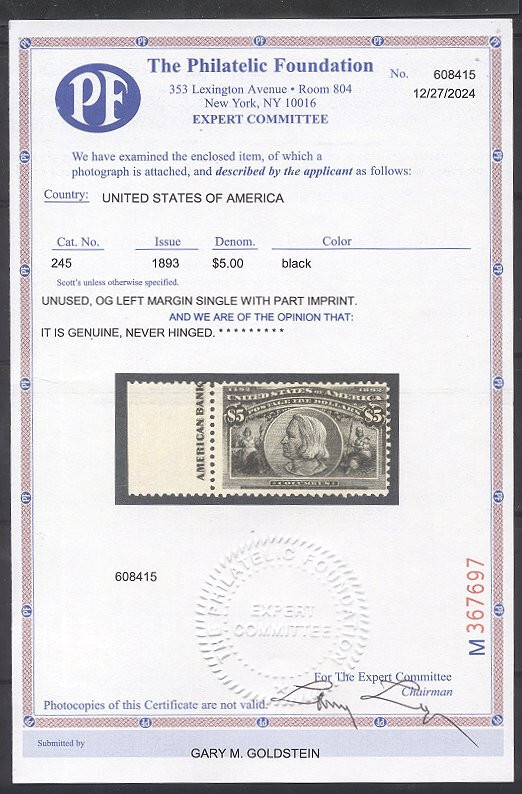 PF
The Philatelic Foundation
353 Lexington Avenue • Room 804
New York, NY 10016
EXPERT COMMITTEE
No. 608415
12/27/2024
We have examined the enclosed item, of which a
photograph is attached, and described by the applicant as follows:
Country: UNITED STATES OF AMERICA
Cat. No. Issue Denom. Color
245 1893 $5.00 black
Scott's unless otherwise specified.
UNUSED, OG LEFT MARGIN SINGLE WITH PART IMPRINT.
AND WE ARE OF THE OPINION THAT:
IT IS GENUINE, NEVER HINGED. * * * * * * * * *
AMERICAN BANK
1492 1892
UNITED STATES OF AMERICA
POSTAGE FIVE DOLLARS
$5 $5
COLUMBUS
608415
THE PHILATELIC FOUNDATION
EXPERT
COMMITTEE
M 367697
For The Expert Committee
Chairman
Photocopies of this Certificate are not valid.
Submitted by
GARY M. GOLDSTEIN